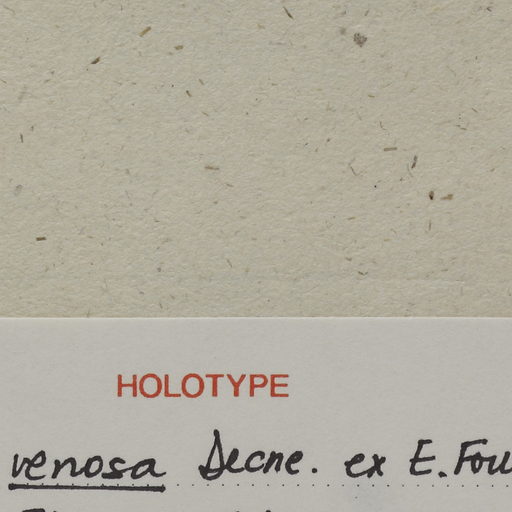 HOLOTYPE
venosa Decne. ex E. Fou